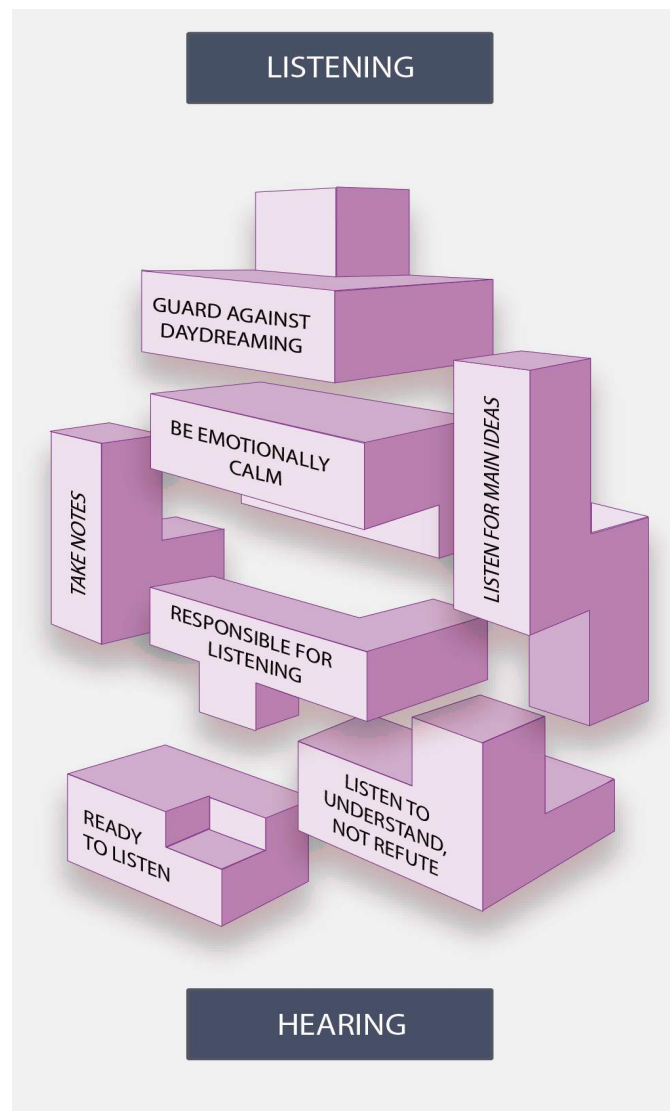 LISTENING
GUARD AGAINST
DAYDREAMING
LISTEN FOR MAIN IDEAS
BE EMOTIONALLY
CALM
TAKE NOTES
RESPONSIBLE FOR
LISTENING
LISTEN TO
UNDERSTAND,
NOT REFUTE
READY
TO LISTEN
HEARING